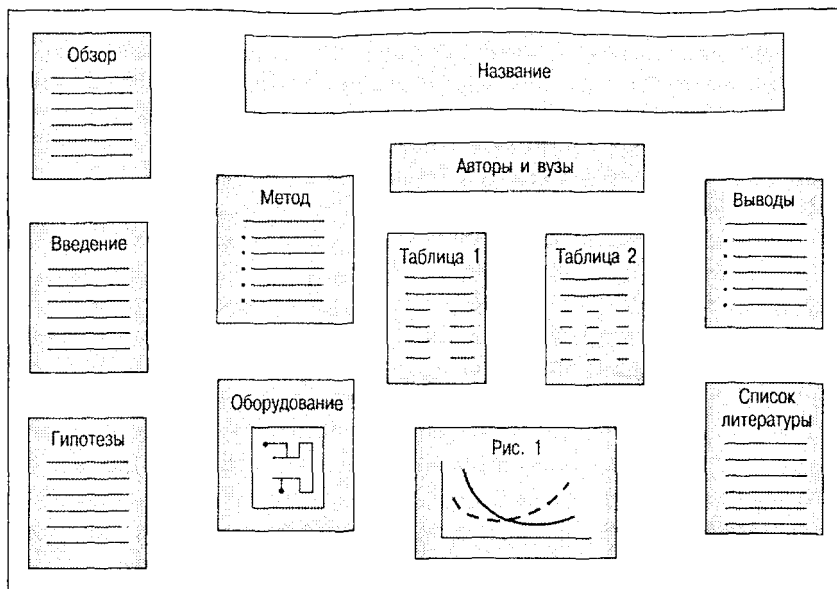 Обзор
Название
Авторы и вузы
Метод
Выводы
Введение
Таблица 1
Таблица 2
Оборудование
Список
литературы
Гипотезы
Рис. 1